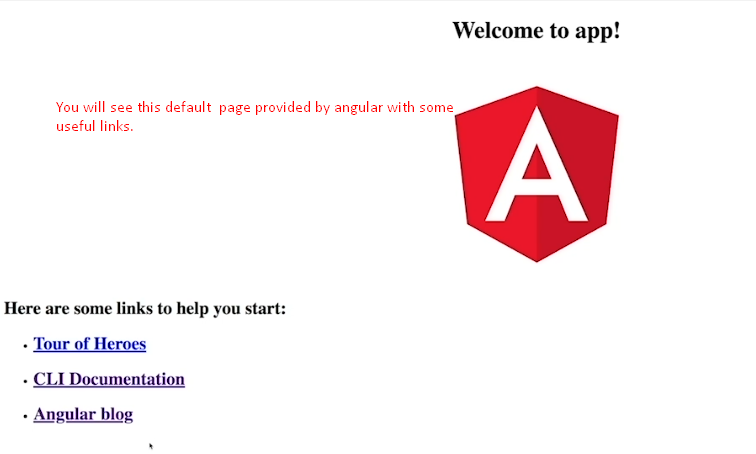 Welcome to app!
You will see this default page provided by angular with some
useful links.
A
Here are some links to help you start:
• Tour of Heroes
• CLI Documentation
• Angular blog